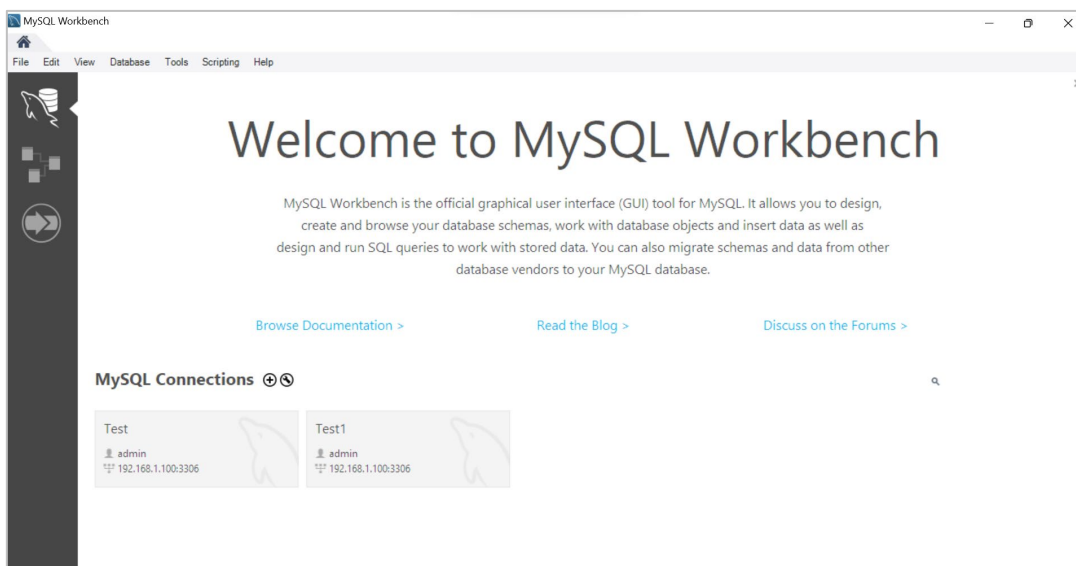 MySQL Workbench
File Edit View Database Tools Scripting Help
Welcome to MySQL Workbench
MySQL Workbench is the official graphical user interface (GUI) tool for MySQL. It allows you to design,
create and browse your database schemas, work with database objects and insert data as well as
design and run SQL queries to work with stored data. You can also migrate schemas and data from other
database vendors to your MySQL database.
Browse Documentation > Read the Blog > Discuss on the Forums >
MySQL Connections
Test
admin
192.168.1.100:3306
Test1
admin
192.168.1.100:3306